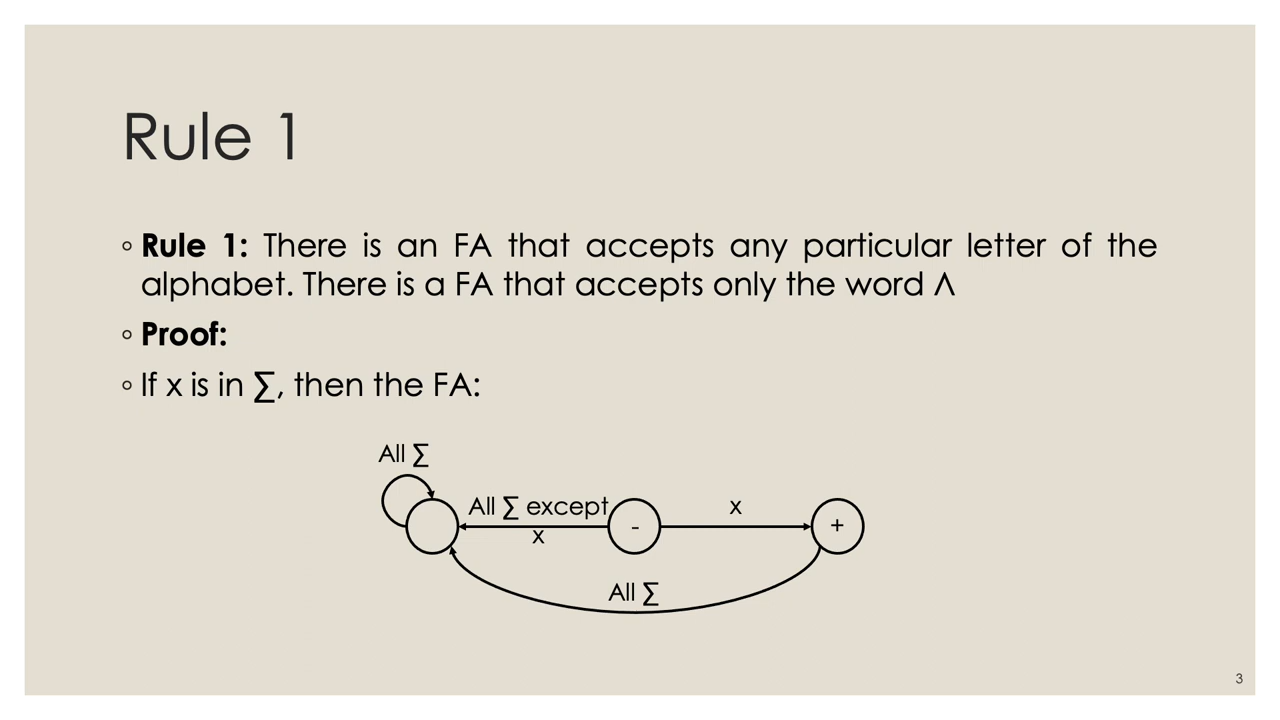 Rule 1
◦ Rule 1: There is an FA that accepts any particular letter of the
alphabet. There is a FA that accepts only the word Λ
◦ Proof:
◦ If x is in ∑, then the FA:
All ∑
All ∑ except
x
-
x
+
All ∑
3